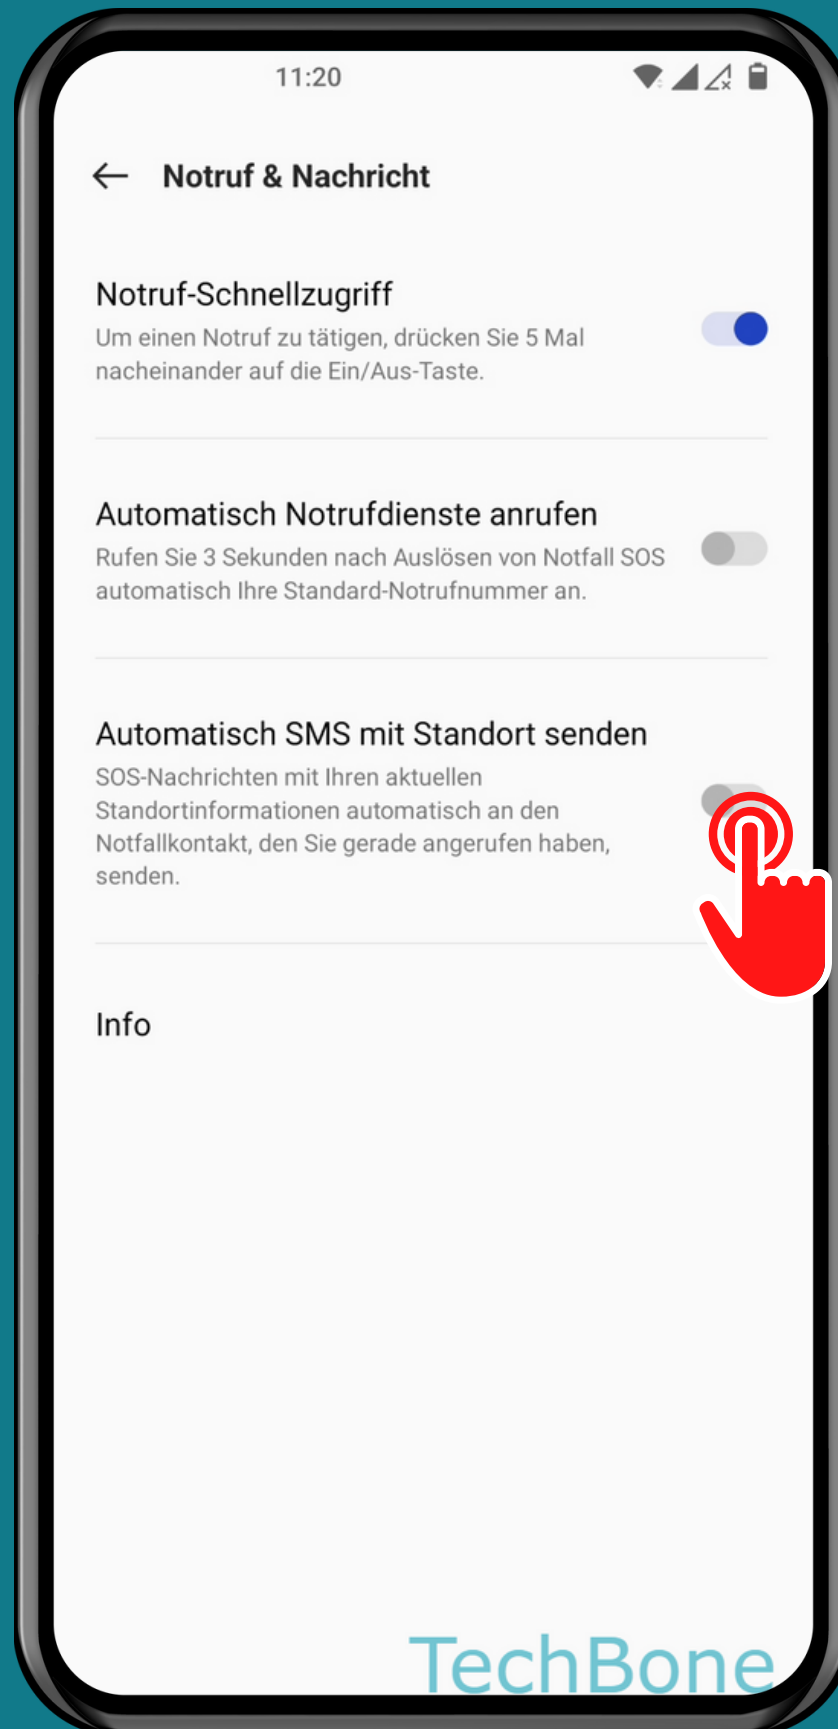 11:20
Notruf & Nachricht
Notruf-Schnellzugriff
Um einen Notruf zu tätigen, drücken Sie 5 Mal
nacheinander auf die Ein/Aus-Taste.
Automatisch Notrufdienste anrufen
Rufen Sie 3 Sekunden nach Auslösen von Notfall SOS
automatisch Ihre Standard-Notrufnummer an.
Automatisch SMS mit Standort senden
SOS-Nachrichten mit Ihren aktuellen
Standortinformationen automatisch an den
Notfallkontakt, den Sie gerade angerufen haben,
senden.
Info
TechBone